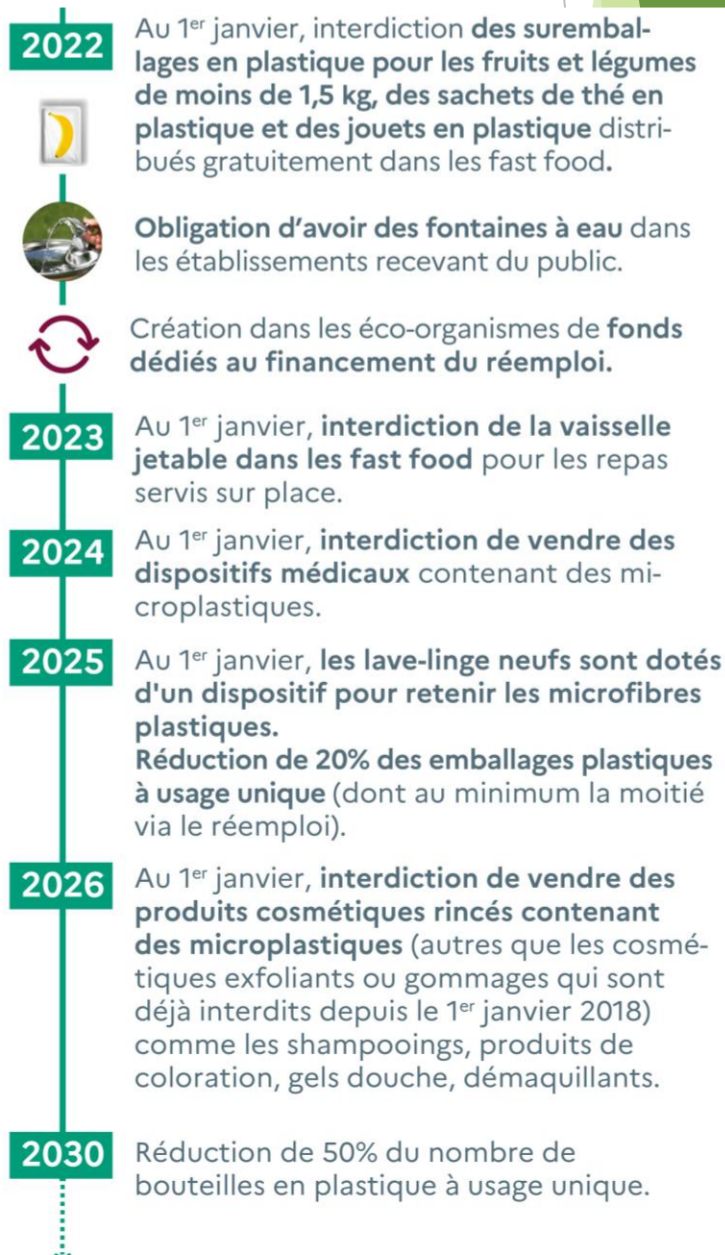 2022
Au 1er janvier, interdiction des surembal-
lages en plastique pour les fruits et légumes
de moins de 1,5 kg, des sachets de thé en
plastique et des jouets en plastique distri-
bués gratuitement dans les fast food.
Obligation d'avoir des fontaines à eau dans
les établissements recevant du public.
Création dans les éco-organismes de fonds
dédiés au financement du réemploi.
2023
Au 1er janvier, interdiction de la vaisselle
jetable dans les fast food pour les repas
servis sur place.
2024
Au 1er janvier, interdiction de vendre des
dispositifs médicaux contenant des mi-
croplastiques.
2025
Au 1er janvier, les lave-linge neufs sont dotés
d'un dispositif pour retenir les microfibres
plastiques.
Réduction de 20% des emballages plastiques
à usage unique (dont au minimum la moitié
via le réemploi).
2026
Au 1er janvier, interdiction de vendre des
produits cosmétiques rincés contenant
des microplastiques (autres que les cosmé-
tiques exfoliants ou gommages qui sont
déjà interdits depuis le 1er janvier 2018)
comme les shampooings, produits de
coloration, gels douche, démaquillants.
2030
Réduction de 50% du nombre de
bouteilles en plastique à usage unique.